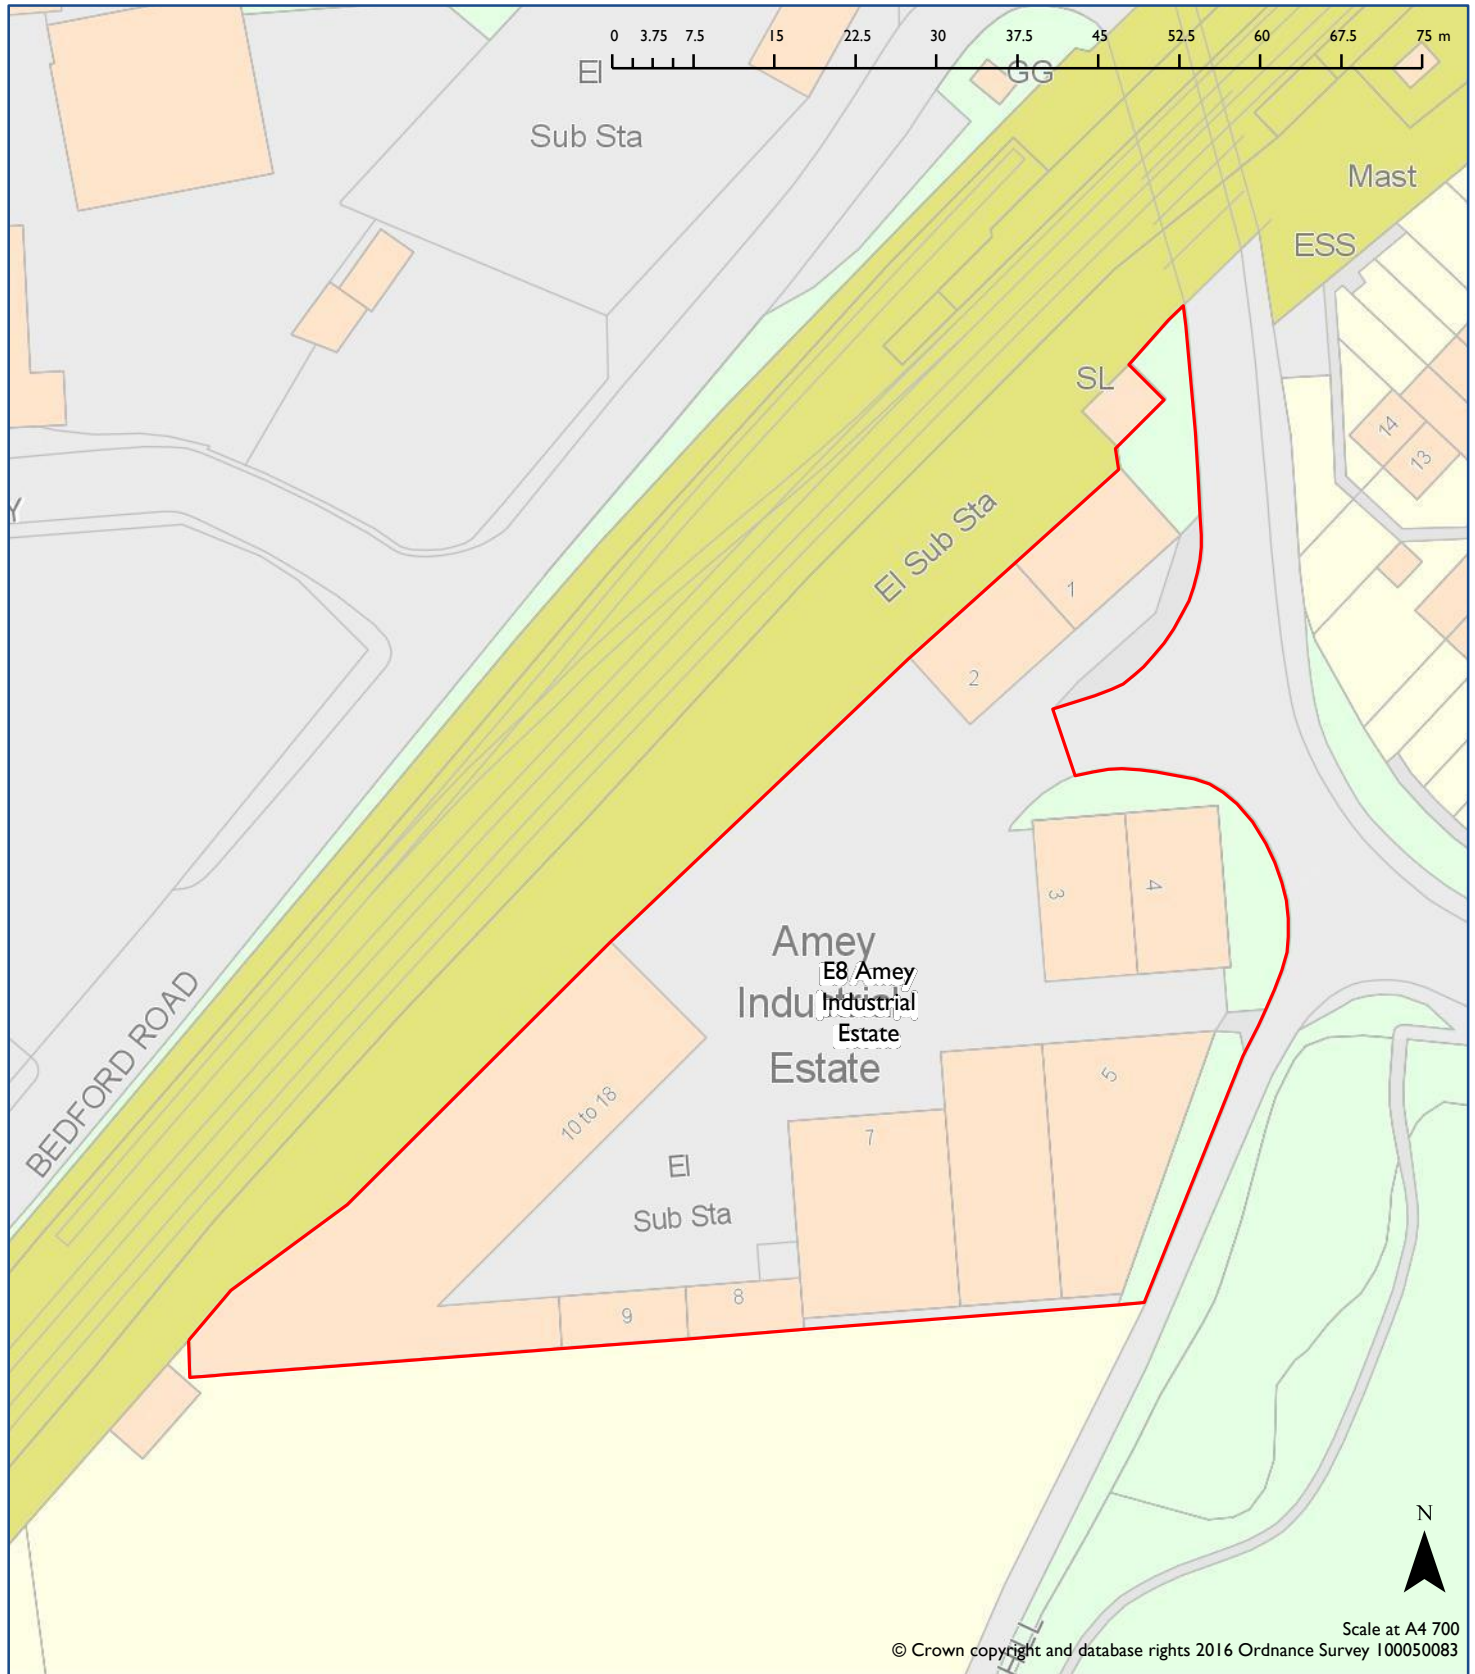 0 3.75 7.5 15 22.5 30 37.5 45 52.5 60 67.5 75 m
El
Sub Sta
GG
Mast
ESS
SL
14
13
Y
El Sub Sta
1
2
3
4
BEDFORD ROAD
Amey
Industrial
Estate
E8 Amey
Industrial
Estate
5
10 to 18
7
El
Sub Sta
8
9
N
HILL
Scale at A4 700
© Crown copyright and database rights 2016 Ordnance Survey 100050083